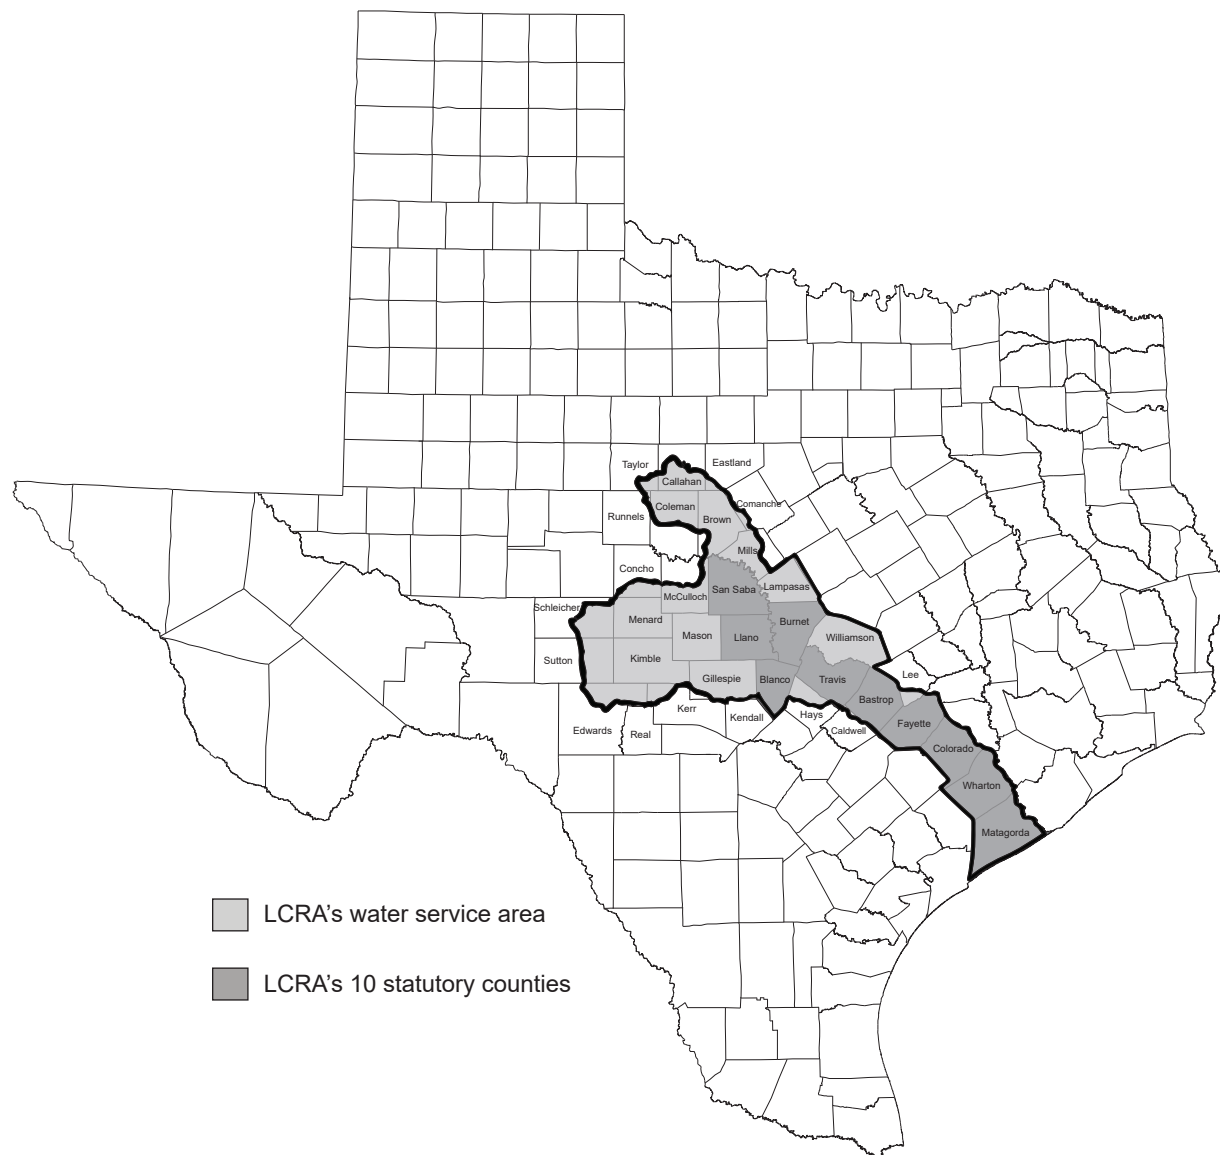 Taylor
Eastland
Callahan
Coleman
Comanche
Runnels
Brown
Mills
Concho
Lampasas
San Saba
McCulloch
Schleicher
Menard
Burnet
Mason
Llano
Williamson
Sutton
Kimble
Gillespie
Blanco
Travis
Lee
Bastrop
Kerr
Kendall
Hays
Fayette
Edwards
Real
Caldwell
Colorado
Wharton
Matagorda
LCRA’s water service area
LCRA’s 10 statutory counties